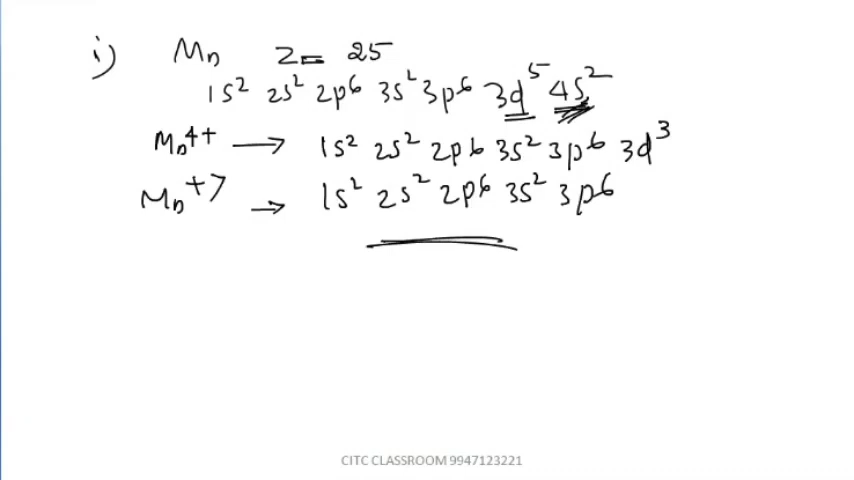 i) Mn Z = 25
1s² 2s² 2p⁶ 3s² 3p⁶ 3d⁵ 4s²
Mn⁴⁺ → 1s² 2s² 2p⁶ 3s² 3p⁶ 3d³
Mn⁺⁷ → 1s² 2s² 2p⁶ 3s² 3p⁶
CITC CLASSROOM 9947123221